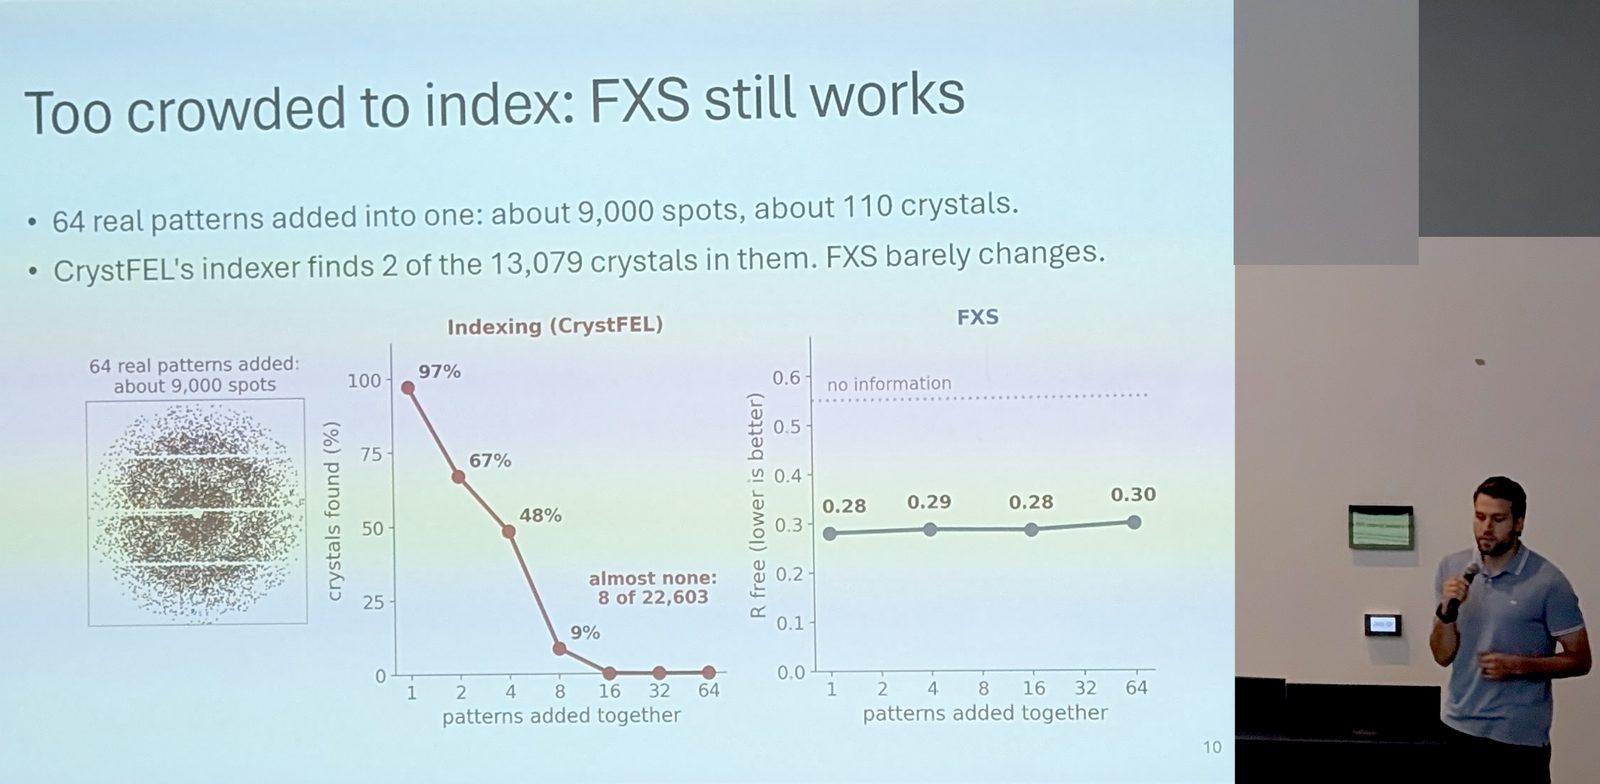 Too crowded to index: FXS still works
• 64 real patterns added into one: about 9,000 spots, about 110 crystals.
• CrystFEL's indexer finds 2 of the 13,079 crystals in them. FXS barely changes.
64 real patterns added:
about 9,000 spots
Indexing (CrystFEL)
crystals found (%)
100
75
50
25
0
97%
67%
48%
9%
almost none:
8 of 22,603
1 2 4 8 16 32 64
patterns added together
FXS
R free (lower is better)
0.6
0.5
0.4
0.3
0.2
0.1
0.0
no information
0.28 0.29 0.28 0.30
1 2 4 8 16 32 64
patterns added together
10